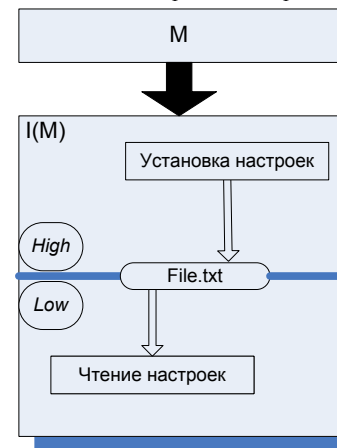 M
I(M)
Установка настроек
High
File.txt
Low
Чтение настроек